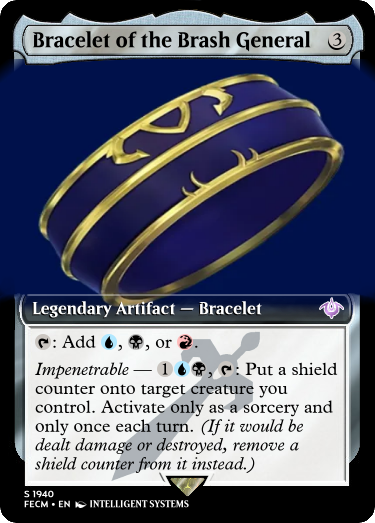 Bracelet of the Brash General 3
Legendary Artifact — Bracelet
: Add , , or .
Impenetrable — 1 , : Put a shield
counter onto target creature you
control. Activate only as a sorcery and
only once each turn. (If it would be
dealt damage or destroyed, remove a
shield counter from it instead.)
S 1940
FECM • EN INTELLIGENT SYSTEMS